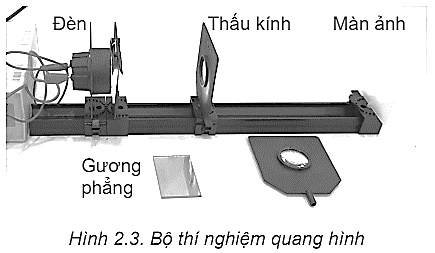 Đèn
Thấu kính
Màn ảnh
Gương
phẳng
Hình 2.3. Bộ thí nghiệm quang hình